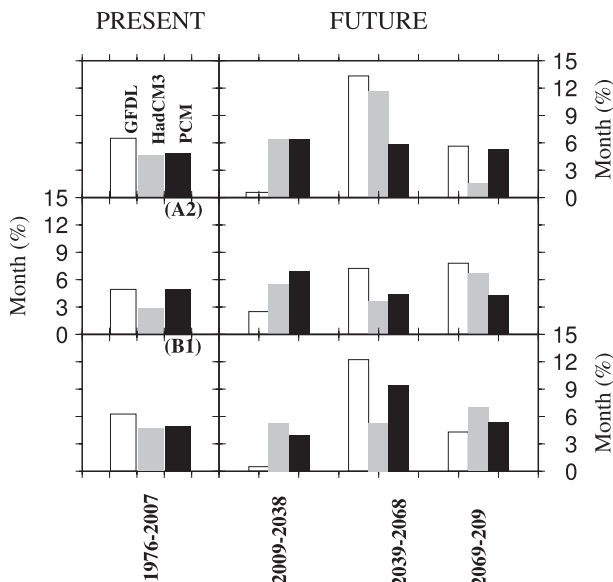 PRESENT FUTURE
GFDL
HadCM3
PCM
15
12
9
6
3
0
Month (%)
(A2)
15
12
9
6
3
0
Month (%)
(B1)
15
12
9
6
3
0
Month (%)
1976-2007
2009-2038
2039-2068
2069-209